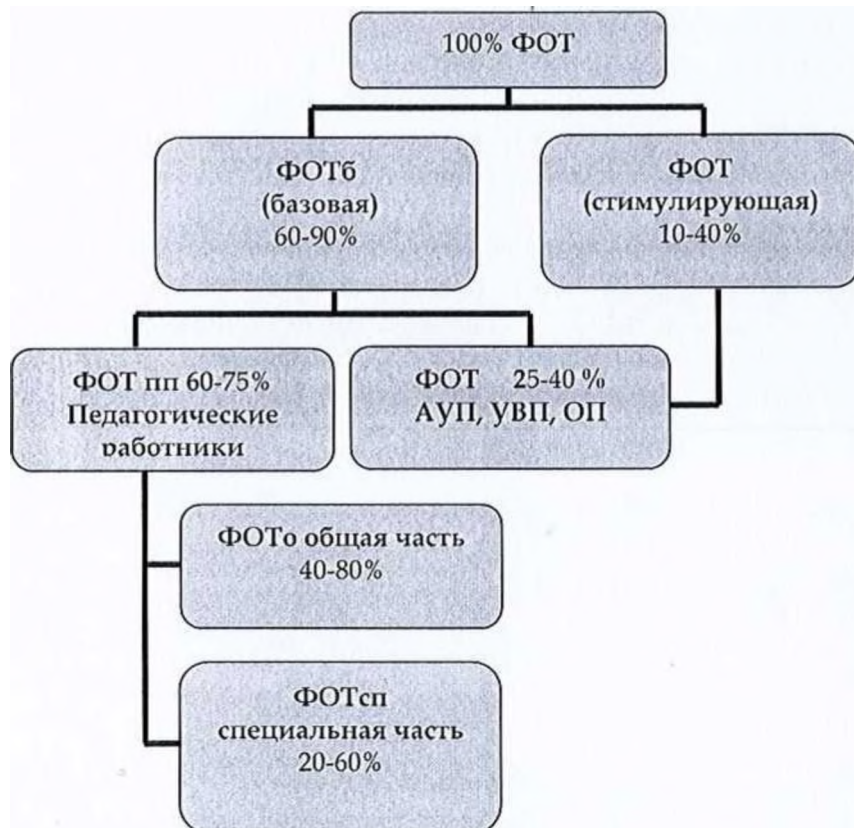 100% ФОТ
ФОТб
(базовая)
60-90%
ФОТ
(стимулирующая)
10-40%
ФОТ пп 60-75%
Педагогические
работники
ФОТ 25-40 %
АУП, УВП, ОП
ФОТо общая часть
40-80%
ФОТсп
специальная часть
20-60%